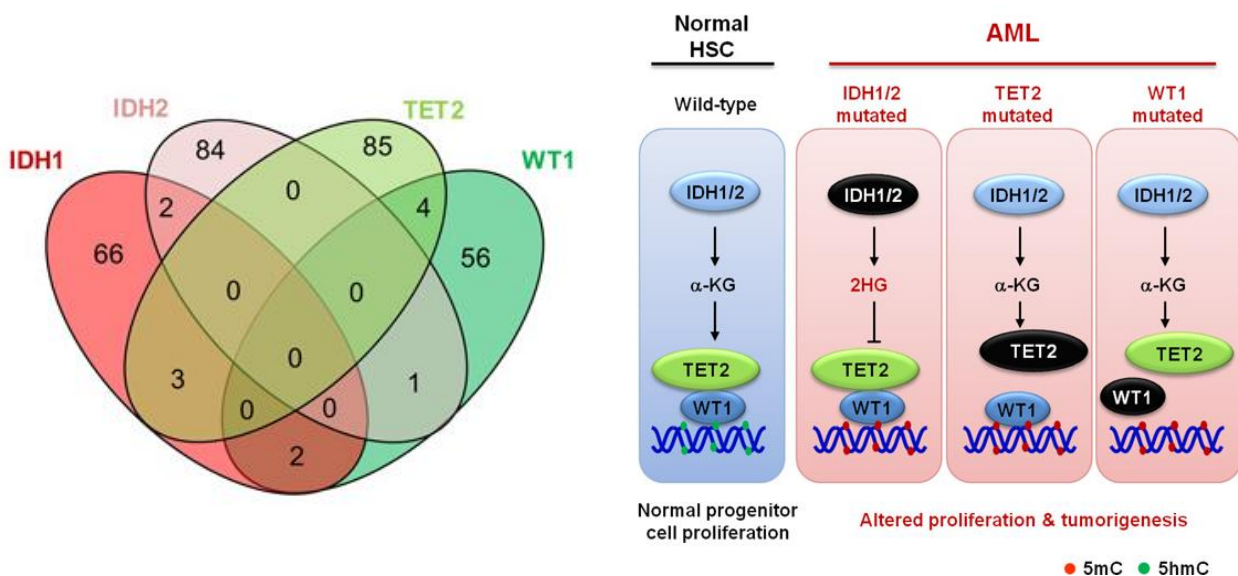 IDH2
TET2
IDH1
WT1
84
85
0
2
4
66
56
0
0
0
3
1
0
0
2
Normal
HSC
AML
Wild-type
IDH1/2
mutated
TET2
mutated
WT1
mutated
IDH1/2
α-KG
TET2
WT1
IDH1/2
2HG
TET2
WT1
IDH1/2
α-KG
TET2
WT1
IDH1/2
α-KG
TET2
WT1
Normal progenitor
cell proliferation
Altered proliferation & tumorigenesis
5mC
5hmC